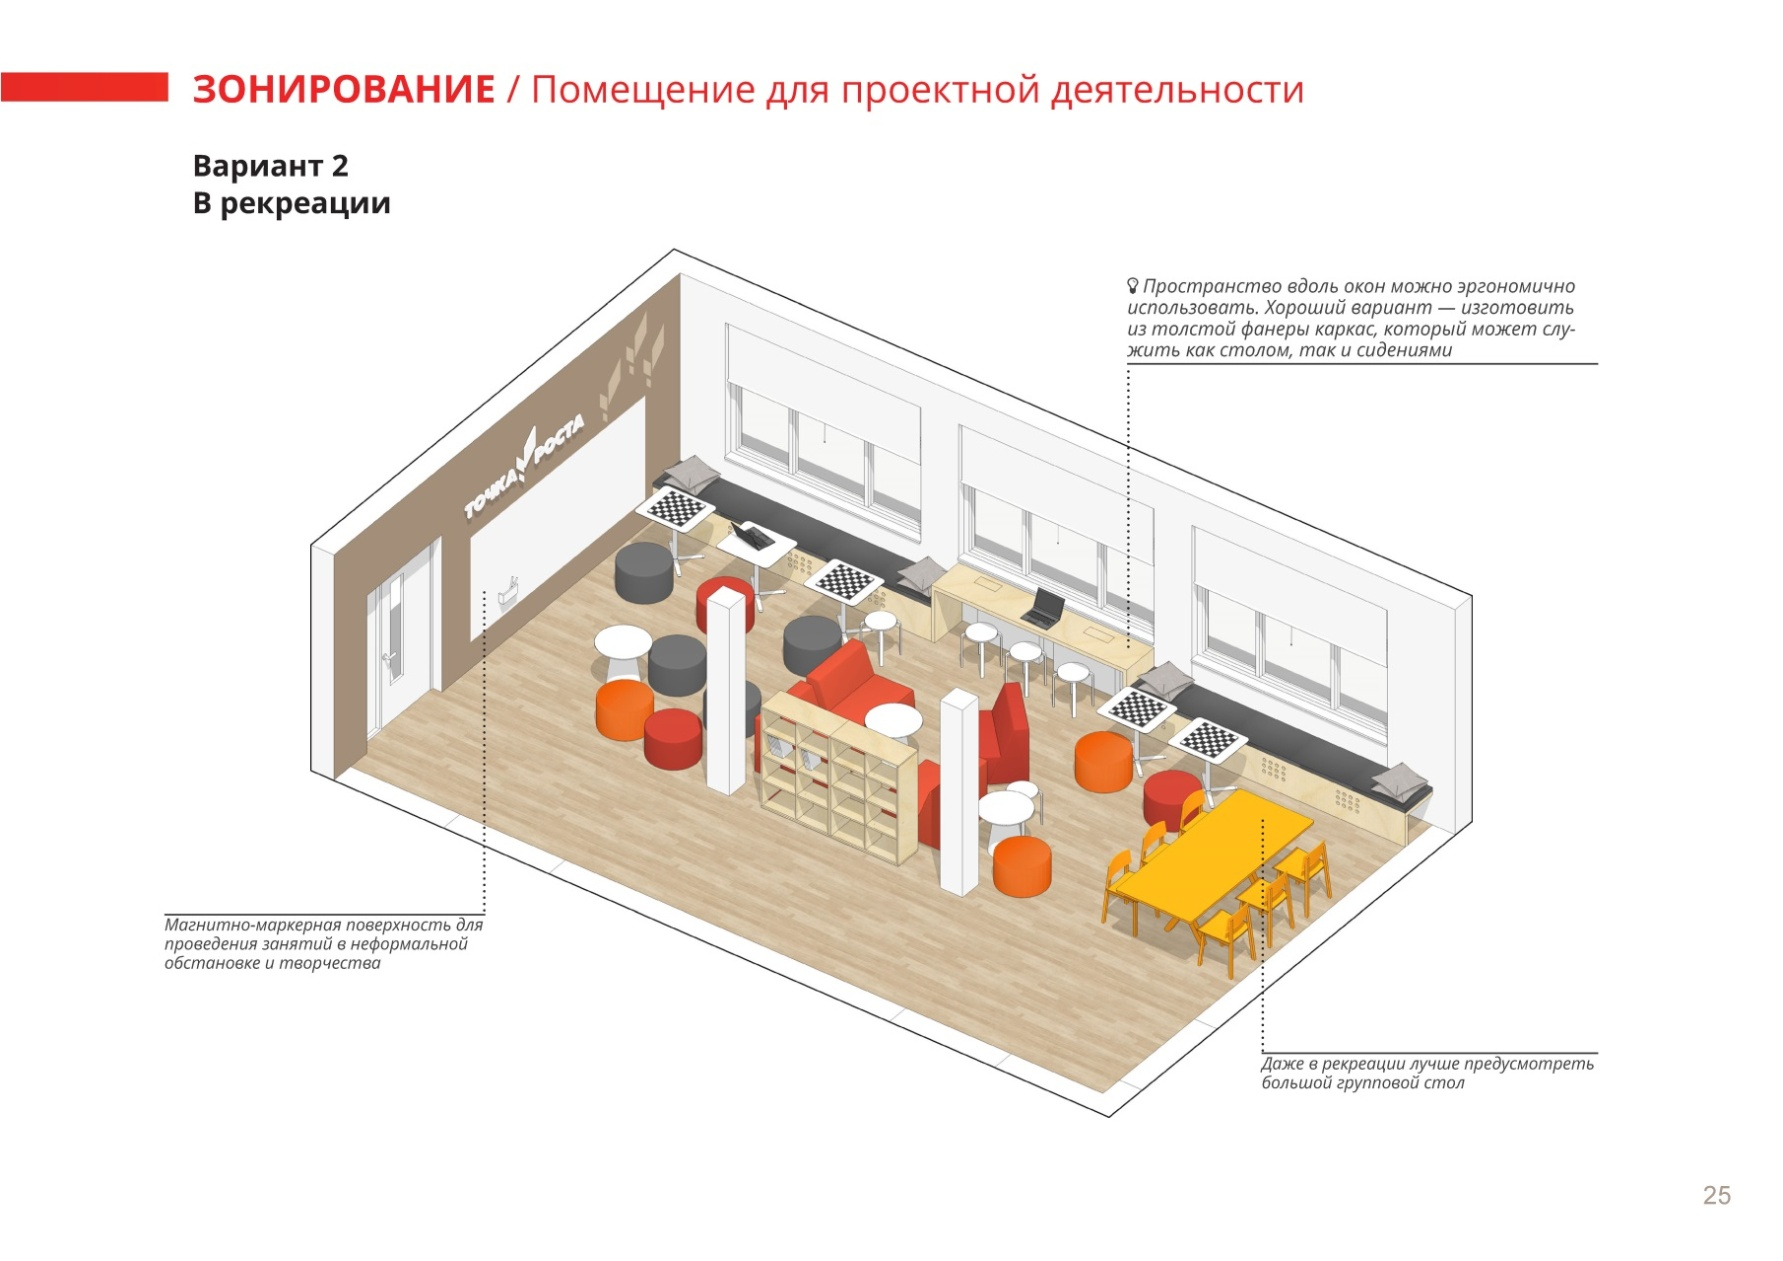 ЗОНИРОВАНИЕ / Помещение для проектной деятельности
Вариант 2
В рекреации
Пространство вдоль окон можно эргономично
использовать. Хороший вариант — изготовить
из толстой фанеры каркас, который может слу-
жить как столом, так и сидениями
ТОЧКА РОСТА
Магнитно-маркерная поверхность для
проведения занятий в неформальной
обстановке и творчества
Даже в рекреации лучше предусмотреть
большой групповой стол
25